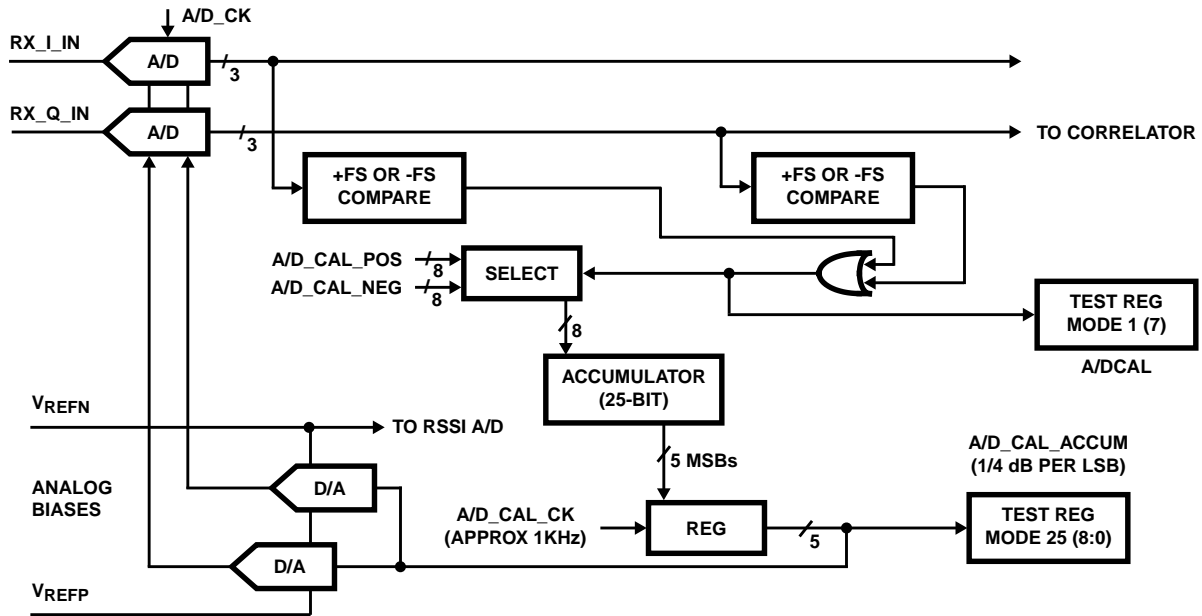 A/D_CK
RX_I_IN
A/D
3
RX_Q_IN
A/D
3
TO CORRELATOR
+FS OR -FS
COMPARE
+FS OR -FS
COMPARE
A/D_CAL_POS
8
A/D_CAL_NEG
8
SELECT
8
TEST REG
MODE 1 (7)
A/DCAL
ACCUMULATOR
(25-BIT)
VREFN
TO RSSI A/D
5 MSBs
A/D_CAL_ACCUM
(1/4 dB PER LSB)
ANALOG
BIASES
D/A
A/D_CAL_CK
(APPROX 1KHz)
REG
5
TEST REG
MODE 25 (8:0)
D/A
VREFP